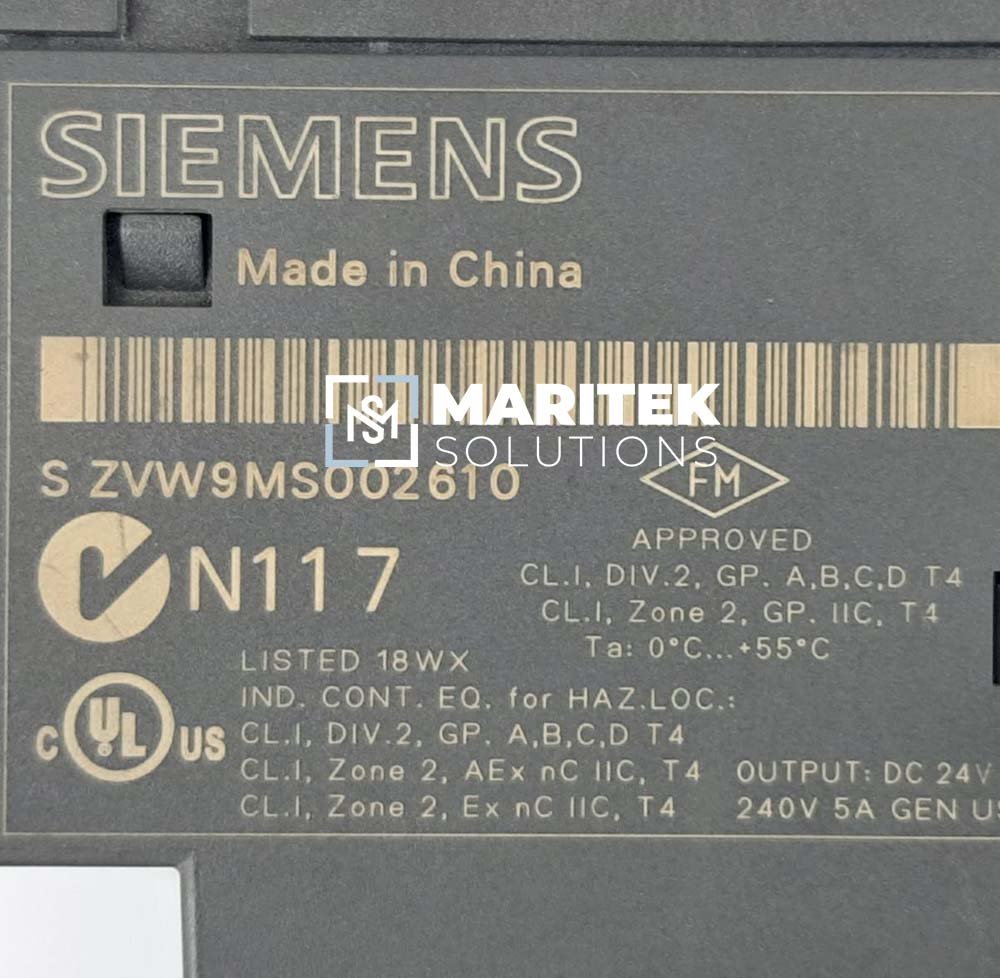 SIEMENS
Made in China
MARITEK
SOLUTIONS
S ZVW9MS002610
FM
APPROVED
N117
CL.I, DIV.2, GP. A,B,C,D T4
CL.I, Zone 2, GP. IIC, T4
Ta: 0°C...+55°C
LISTED 18WX
IND. CONT. EQ. for HAZ.LOC.:
C UL US
CL.I, DIV.2, GP. A,B,C,D T4
CL.I, Zone 2, AEx nC IIC, T4 OUTPUT: DC 24V
CL.I, Zone 2, Ex nC IIC, T4 240V 5A GEN US